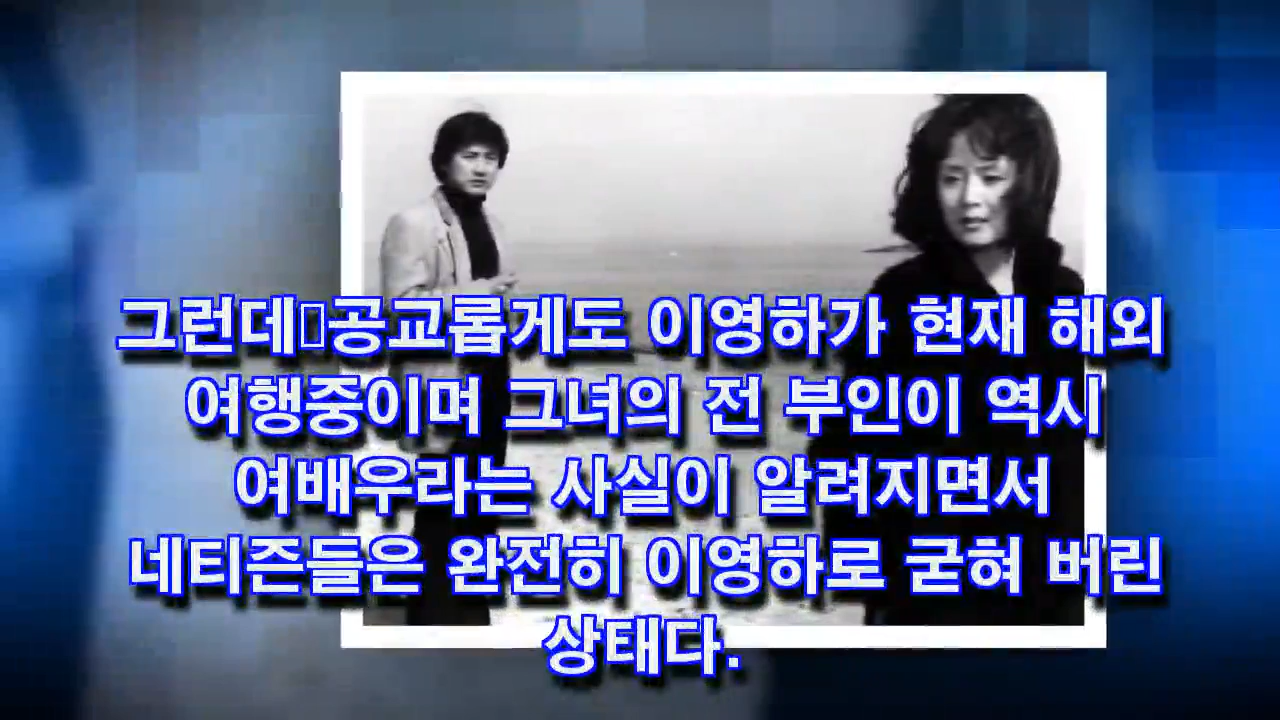 그런데 공교롭게도 이영하가 현재 해외
여행중이며 그녀의 전 부인이 역시
여배우라는 사실이 알려지면서
네티즌들은 완전히 이영하로 굳혀 버린
상태다.